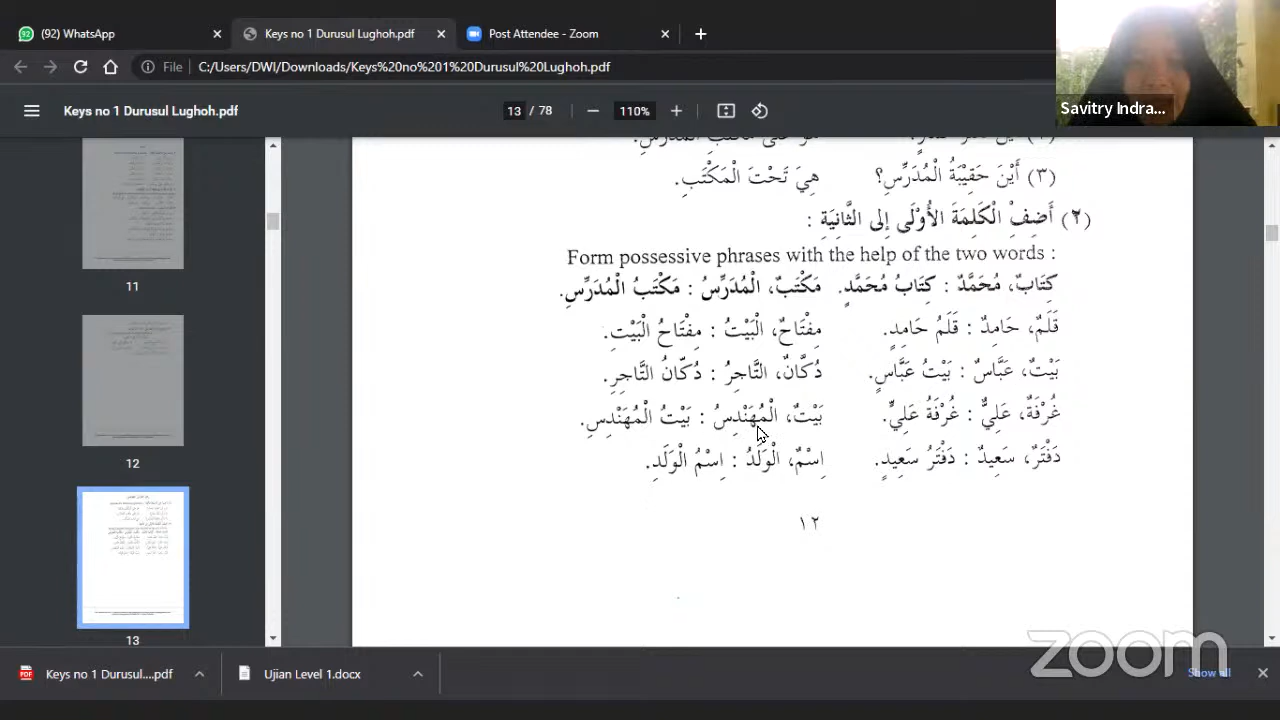 (92) WhatsApp
Keys no 1 Durusul Lughoh.pdf
Post Attendee - Zoom
File
C:/Users/DWI/Downloads/Keys%20no%201%20Durusul%20Lughoh.pdf
Keys no 1 Durusul Lughoh.pdf
13 / 78
110%
Savitry Indra...
(٣) أَيْنَ حَقِيْبَةُ الْمُدَرِّسِ؟ هِيَ تَحْتَ الْمَكْتَبِ.
(٢) أَضِفِ الْكَلِمَةَ الأُوْلَى إِلى الثَّانِيَةِ :
Form possessive phrases with the help of the two words :
كِتَابٌ، مُحَمَّدٌ : كِتَابُ مُحَمَّدٍ. مَكْتَبٌ، الْمُدَرِّسُ : مَكْتَبُ الْمُدَرِّسِ.
قَلَمٌ، حَامِدٌ : قَلَمُ حَامِدٍ. مِفْتَاحٌ، الْبَيْتُ : مِفْتَاحُ الْبَيْتِ.
بَيْتٌ، عَبَّاسٌ : بَيْتُ عَبَّاسٍ. دُكَّانٌ، التَّاجِرُ : دُكّانُ التَّاجِرِ.
غُرْفَةٌ، عَلِيٌّ : غُرْفَةُ عَلِيٍّ. بَيْتٌ، الْمُهَنْدِسُ : بَيْتُ الْمُهَنْدِسِ.
دَفْتَرٌ، سَعِيدٌ : دَفْتَرُ سَعِيدٍ. اِسْمٌ، الْوَلَدُ : اِسْمُ الْوَلَدِ.
١٢
11
12
13
Keys no 1 Durusul....pdf
Ujian Level 1.docx
Show all
zoom